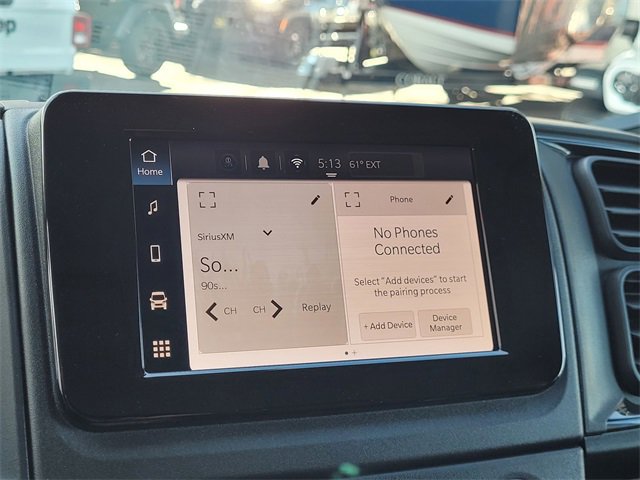 5:13 61° EXT
Home
Phone
SiriusXM
So...
90s...
CH CH Replay
No Phones
Connected
Select "Add devices" to start
the pairing process
+ Add Device
Device
Manager